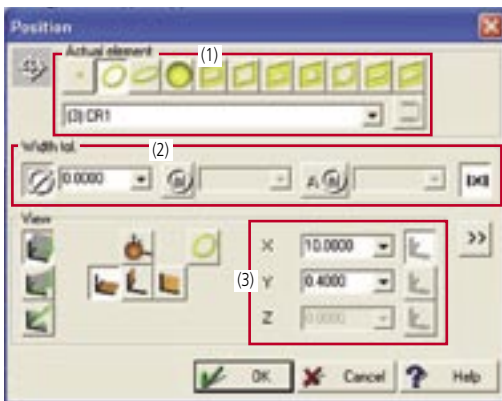 Position
Actual element
(1)
(3) CR1
Width tol.
(2)
0.0000
View
X 10.0000 >>
(3) Y 0.4000
Z 0.0000
OK Cancel ? Help